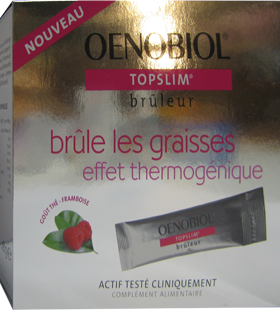 NOUVEAU
OENOBIOL
TOPSLIM®
brûleur
brûle les graisses
effet thermogénique
GOÛT THÉ - FRAMBOISE
OENOBIOL
TOPSLIM®
brûleur
ACTIF TESTÉ CLINIQUEMENT
COMPLÉMENT ALIMENTAIRE